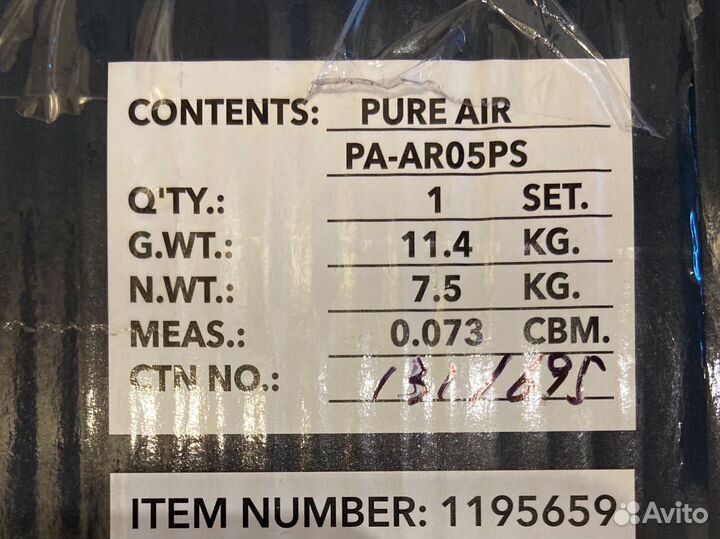 CONTENTS: PURE AIR
PA-AR05PS
Q'TY.: 1 SET.
G.WT.: 11.4 KG.
N.WT.: 7.5 KG.
MEAS.: 0.073 CBM.
CTN NO.:
ITEM NUMBER: 1195659
Avito